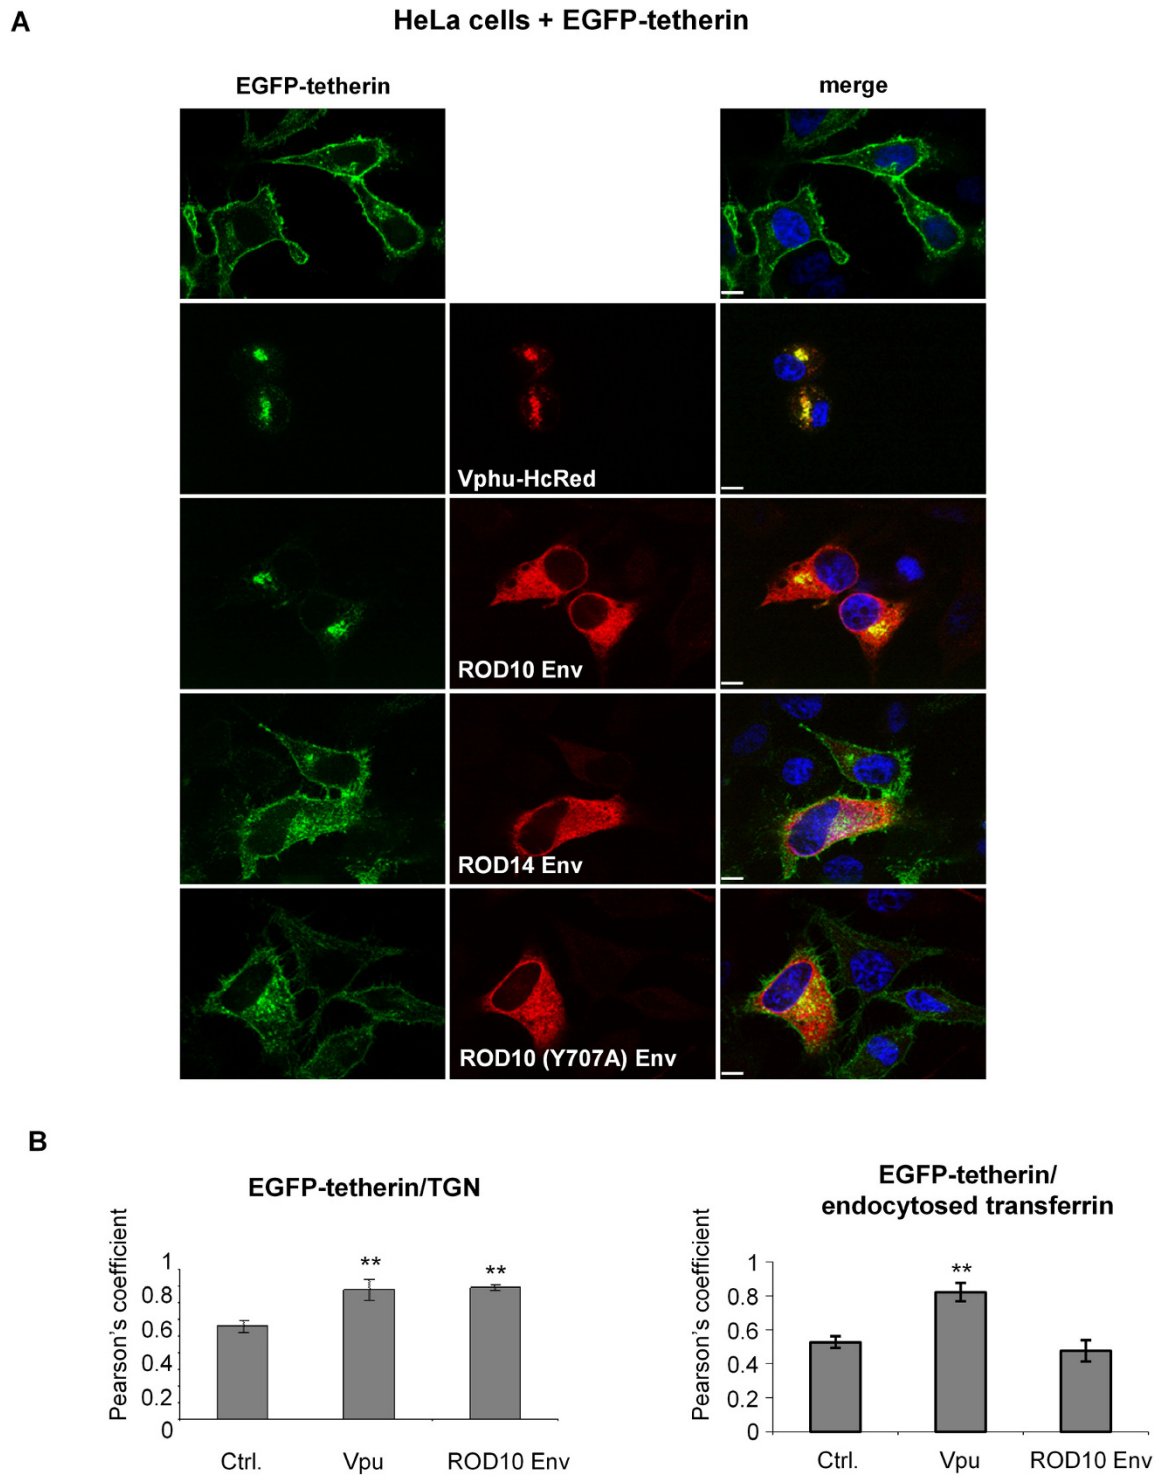 A
HeLa cells + EGFP-tetherin
EGFP-tetherin
merge
Vphu-HcRed
ROD10 Env
ROD14 Env
ROD10 (Y707A) Env
B
EGFP-tetherin/TGN
Pearson's coefficient
1
0.8
0.6
0.4
0.2
0
**
**
Ctrl.
Vpu
ROD10 Env
EGFP-tetherin/
endocytosed transferrin
Pearson's coefficient
1
0.8
0.6
0.4
0.2
0
**
Ctrl.
Vpu
ROD10 Env